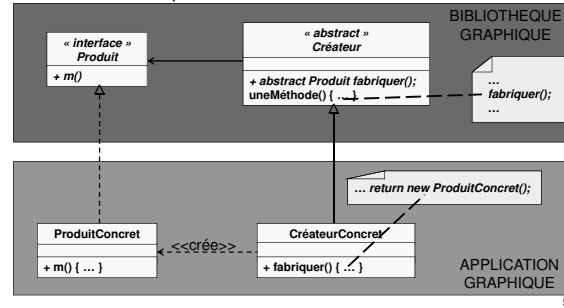 BIBLIOTHEQUE
GRAPHIQUE
« interface »
Produit
+ m()
« abstract »
Créateur
+ abstract Produit fabriquer();
uneMéthode() { … }
…
fabriquer();
…
… return new ProduitConcret();
ProduitConcret
+ m() { … }
<<crée>>
CréateurConcret
+ fabriquer() { … }
APPLICATION
GRAPHIQUE